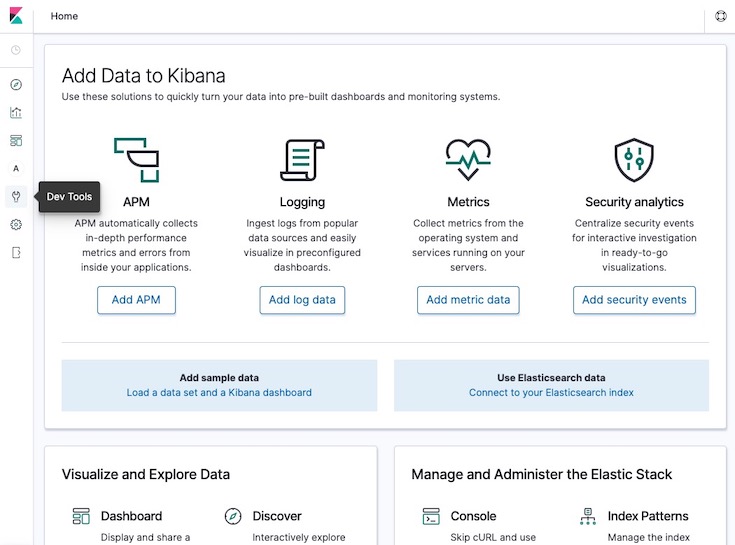 Home
Add Data to Kibana
Use these solutions to quickly turn your data into pre-built dashboards and monitoring systems.
A
Dev Tools
APM
APM automatically collects
in-depth performance
metrics and errors from
inside your applications.
Add APM
Logging
Ingest logs from popular
data sources and easily
visualize in preconfigured
dashboards.
Add log data
Metrics
Collect metrics from the
operating system and
services running on your
servers.
Add metric data
Security analytics
Centralize security events
for interactive investigation
in ready-to-go
visualizations.
Add security events
Add sample data
Load a data set and a Kibana dashboard
Use Elasticsearch data
Connect to your Elasticsearch index
Visualize and Explore Data
Dashboard
Display and share a
Discover
Interactively explore
Manage and Administer the Elastic Stack
Console
Skip cURL and use
Index Patterns
Manage the index